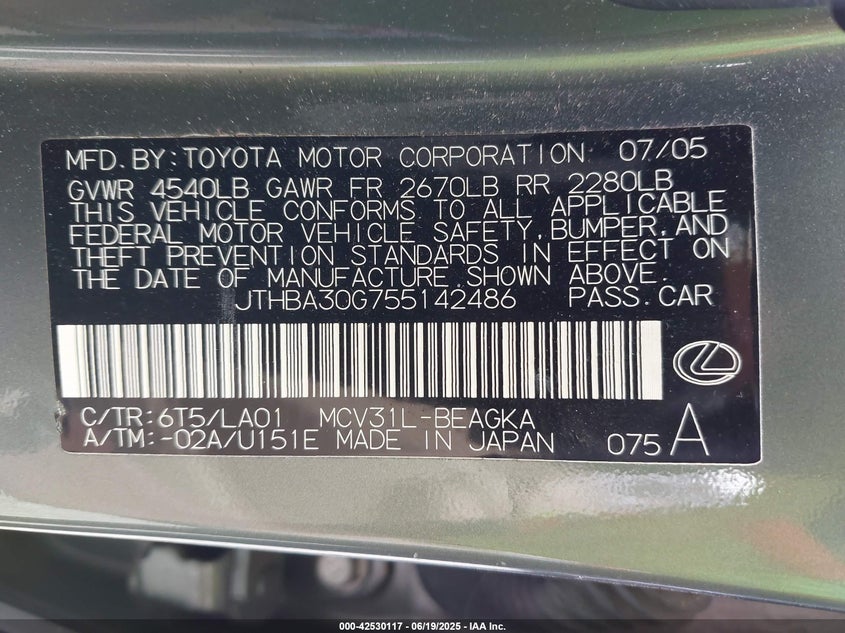 MFD. BY: TOYOTA MOTOR CORPORATION 07/05
GVWR 4540LB GAWR FR 2670LB RR 2280LB
THIS VEHICLE CONFORMS TO ALL APPLICABLE
FEDERAL MOTOR VEHICLE SAFETY, BUMPER, AND
THEFT PREVENTION STANDARDS IN EFFECT ON
THE DATE OF MANUFACTURE SHOWN ABOVE.
JTHBA30G755142486 PASS. CAR
C/TR: 6T5/LA01 MCV31L-BEAGKA
A/TM: -02A/U151E MADE IN JAPAN 075 A
000-42530117 - 06/19/2025 - IAA Inc.